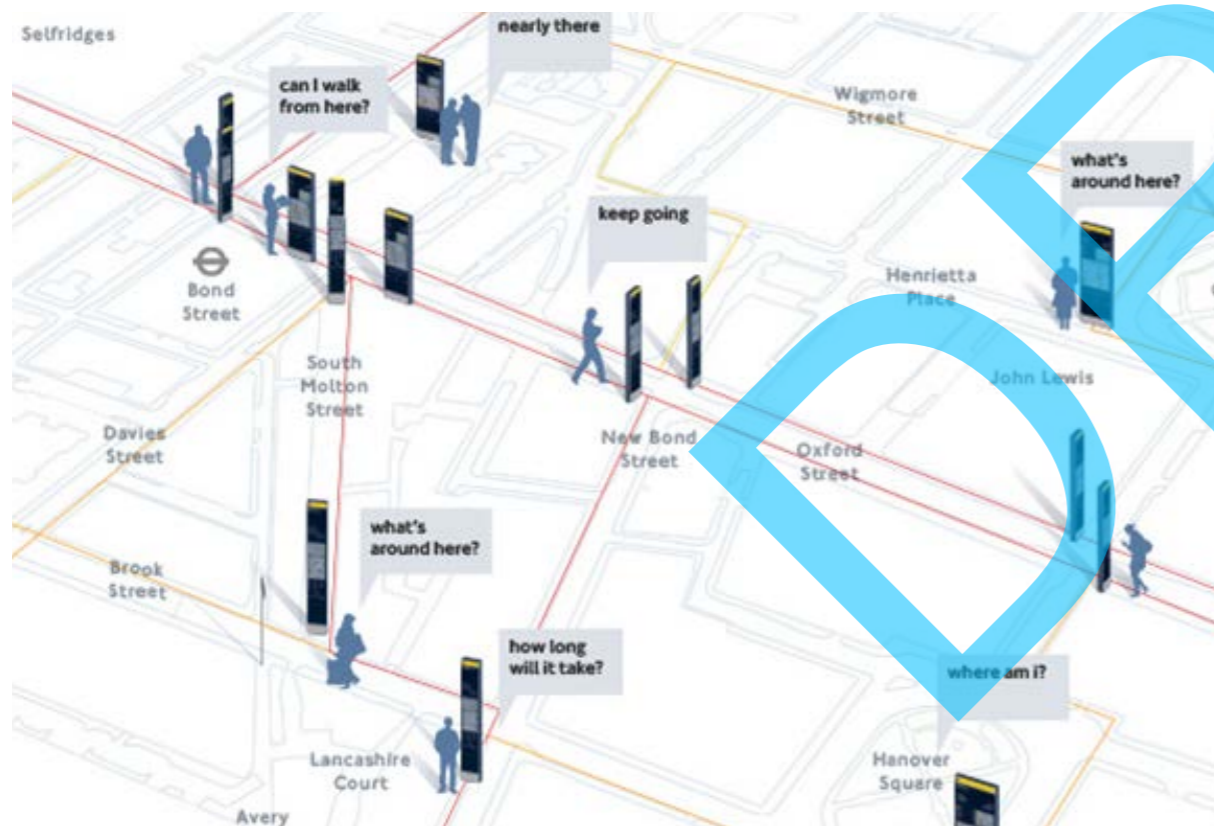 Selfridges
nearly there
can I walk
from here?
Wigmore
Street
what's
around here?
keep going
Bond
Street
Henrietta
Place
South
Molton
Street
John Lewis
Davies
Street
New Bond
Street
Oxford
Street
what's
around here?
Brook
Street
how long
will it take?
where am i?
Lancashire
Court
Hanover
Square
Avery
D